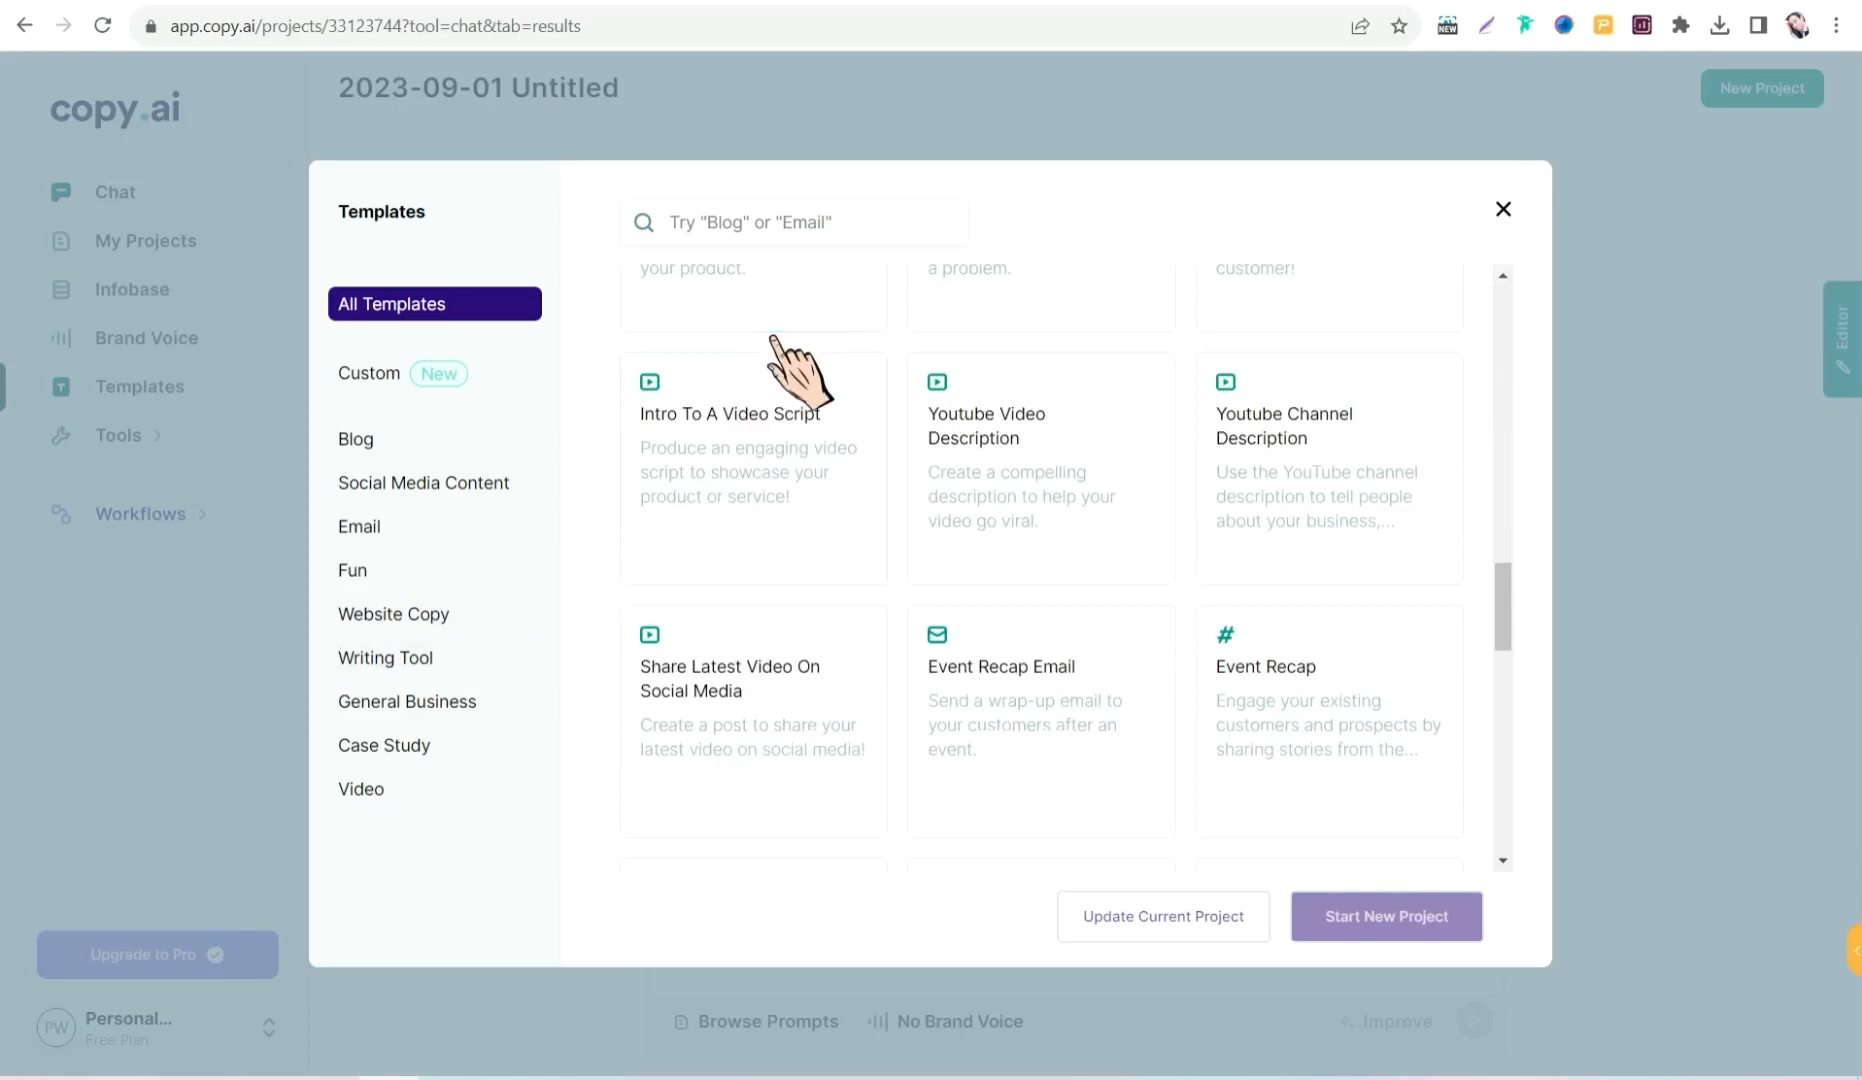 app.copy.ai/projects/33123744?tool=chat&tab=results
NEW
copy.ai
2023-09-01 Untitled
New Project
Chat
My Projects
Infobase
Brand Voice
Templates
Tools
Workflows
Upgrade to Pro
PW
Personal...
Free Plan
Templates
All Templates
Custom New
Blog
Social Media Content
Email
Fun
Website Copy
Writing Tool
General Business
Case Study
Video
Try "Blog" or "Email"
your product.
a problem.
customer!
Intro To A Video Script
Produce an engaging video
script to showcase your
product or service!
Youtube Video
Description
Create a compelling
description to help your
video go viral.
Youtube Channel
Description
Use the YouTube channel
description to tell people
about your business,...
Share Latest Video On
Social Media
Create a post to share your
latest video on social media!
Event Recap Email
Send a wrap-up email to
your customers after an
event.
#
Event Recap
Engage your existing
customers and prospects by
sharing stories from the...
Update Current Project
Start New Project
Editor
Browse Prompts
No Brand Voice
Improve